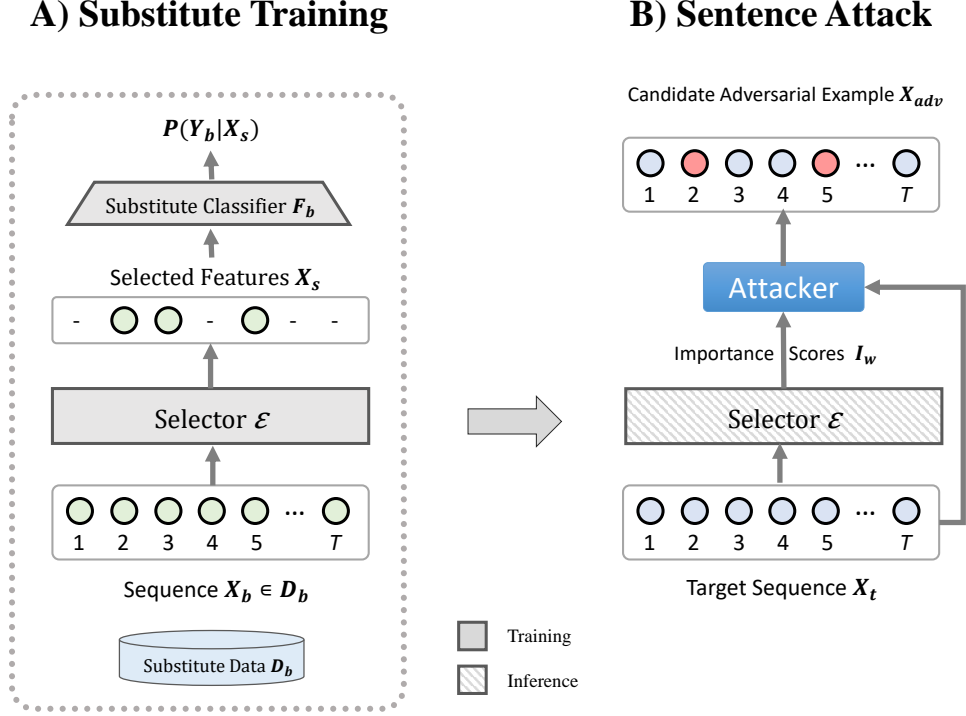 A) Substitute Training
P(Y_b|X_s)
Substitute Classifier F_b
Selected Features X_s
- - - -
Selector ℰ
1 2 3 4 5 ... T
Sequence X_b ∈ D_b
Substitute Data D_b
Training
Inference
B) Sentence Attack
Candidate Adversarial Example X_adv
...
1 2 3 4 5 T
Attacker
Importance Scores I_w
Selector ℰ
...
1 2 3 4 5 T
Target Sequence X_t